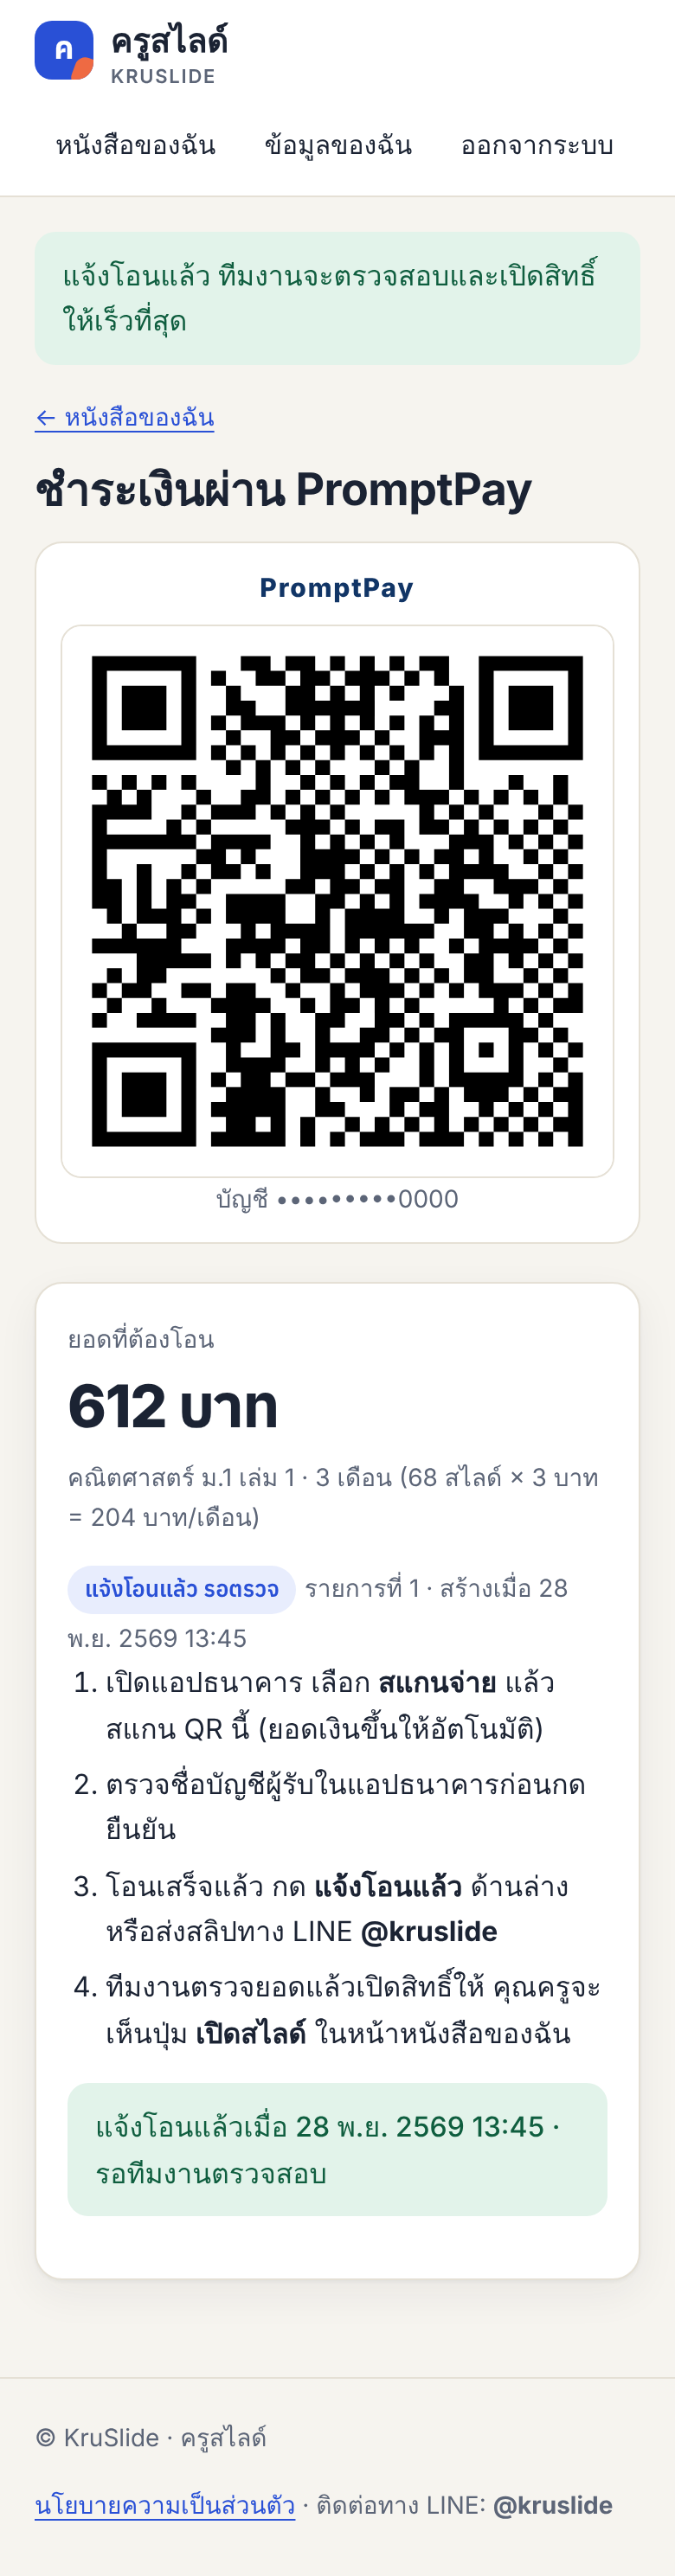 ค
ครูสไลด์
KRUSLIDE
หนังสือของฉัน ข้อมูลของฉัน ออกจากระบบ
แจ้งโอนแล้ว ทีมงานจะตรวจสอบและเปิดสิทธิ์
ให้เร็วที่สุด
← หนังสือของฉัน
ชำระเงินผ่าน PromptPay
PromptPay
บัญชี •••••••••0000
ยอดที่ต้องโอน
612 บาท
คณิตศาสตร์ ม.1 เล่ม 1 · 3 เดือน (68 สไลด์ × 3 บาท
= 204 บาท/เดือน)
แจ้งโอนแล้ว รอตรวจ รายการที่ 1 · สร้างเมื่อ 28
พ.ย. 2569 13:45
1. เปิดแอปธนาคาร เลือก สแกนจ่าย แล้ว
สแกน QR นี้ (ยอดเงินขึ้นให้อัตโนมัติ)
2. ตรวจชื่อบัญชีผู้รับในแอปธนาคารก่อนกด
ยืนยัน
3. โอนเสร็จแล้ว กด แจ้งโอนแล้ว ด้านล่าง
หรือส่งสลิปทาง LINE @kruslide
4. ทีมงานตรวจยอดแล้วเปิดสิทธิ์ให้ คุณครูจะ
เห็นปุ่ม เปิดสไลด์ ในหน้าหนังสือของฉัน
แจ้งโอนแล้วเมื่อ 28 พ.ย. 2569 13:45 ·
รอทีมงานตรวจสอบ
© KruSlide · ครูสไลด์
นโยบายความเป็นส่วนตัว · ติดต่อทาง LINE: @kruslide